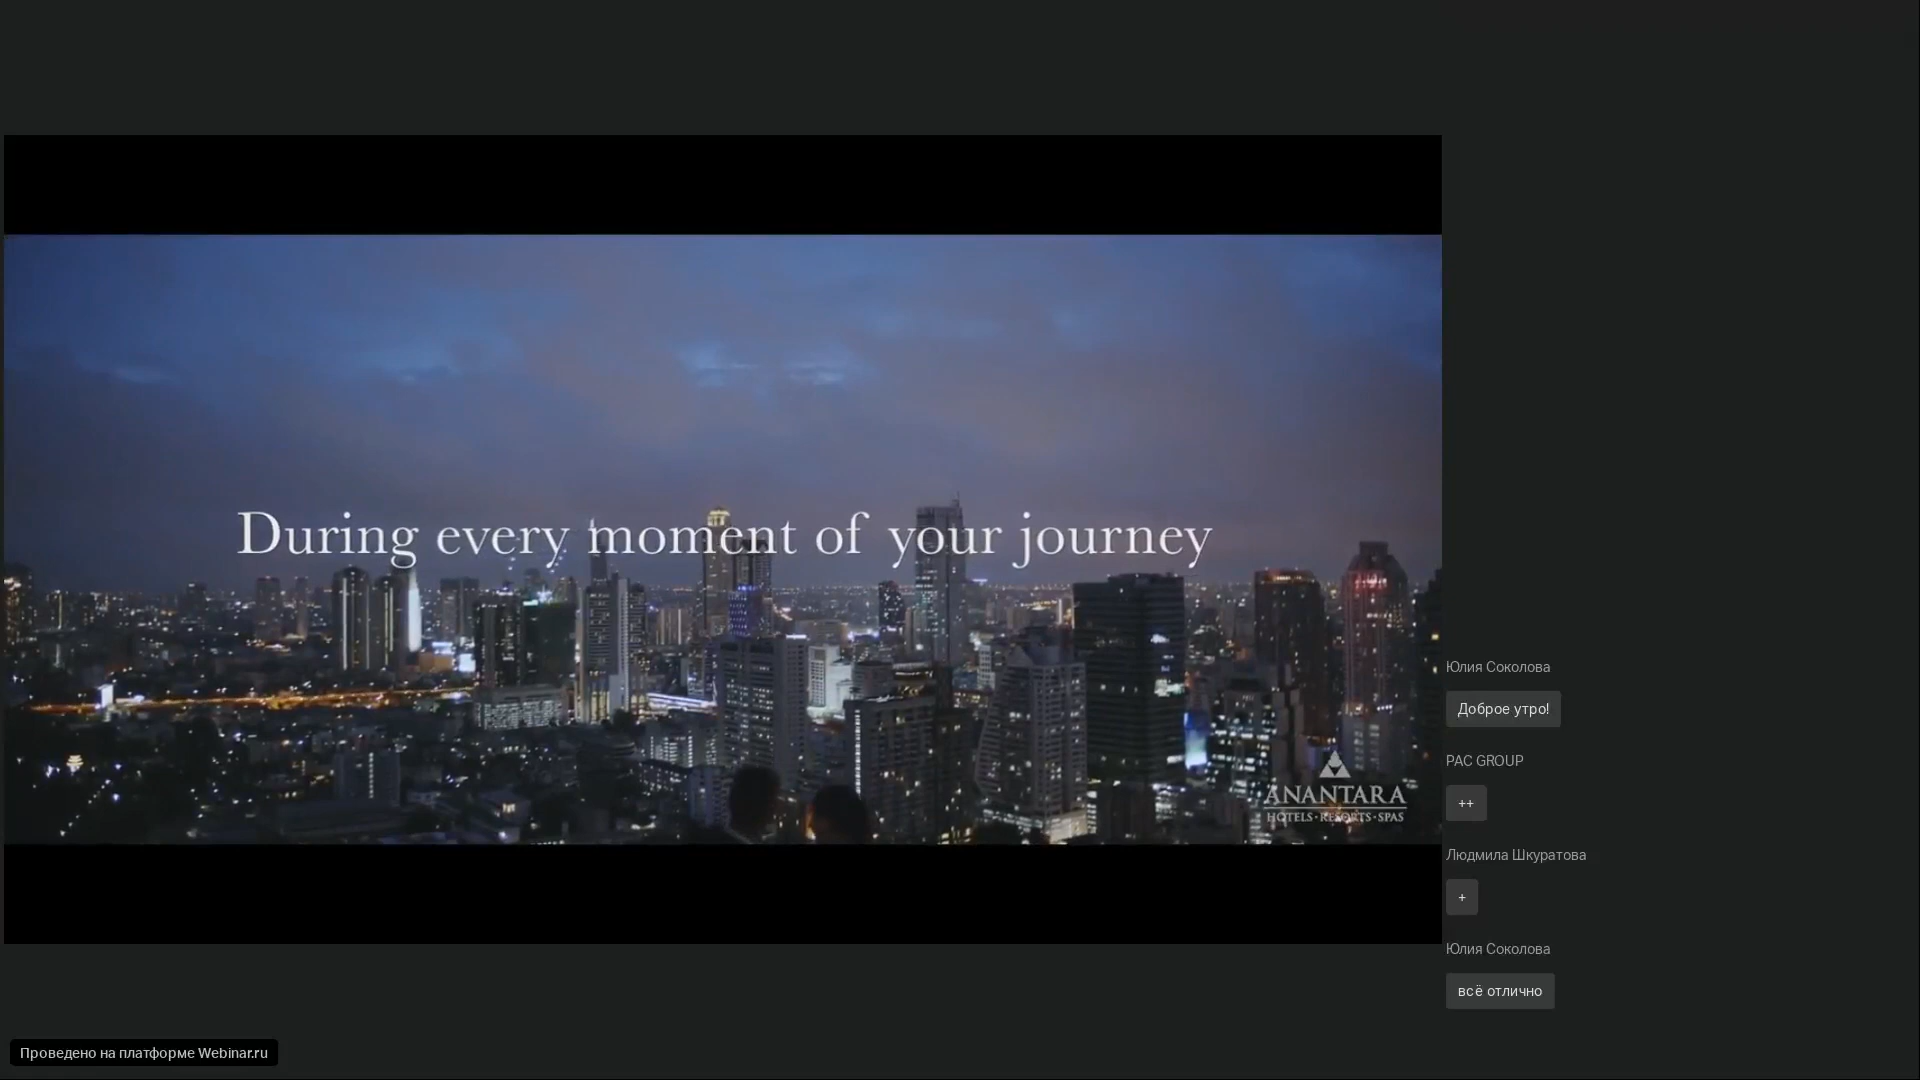 During every moment of your journey
ANANTARA
HOTELS·RESORTS·SPAS
Юлия Соколова
Доброе утро!
PAC GROUP
++
Людмила Шкуратова
+
Юлия Соколова
всё отлично
Проведено на платформе Webinar.ru